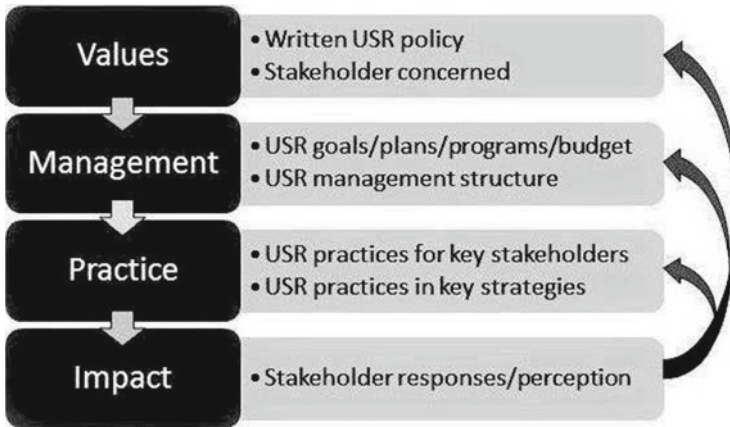 Values
• Written USR policy
• Stakeholder concerned
Management
• USR goals/plans/programs/budget
• USR management structure
Practice
• USR practices for key stakeholders
• USR practices in key strategies
Impact
• Stakeholder responses/perception